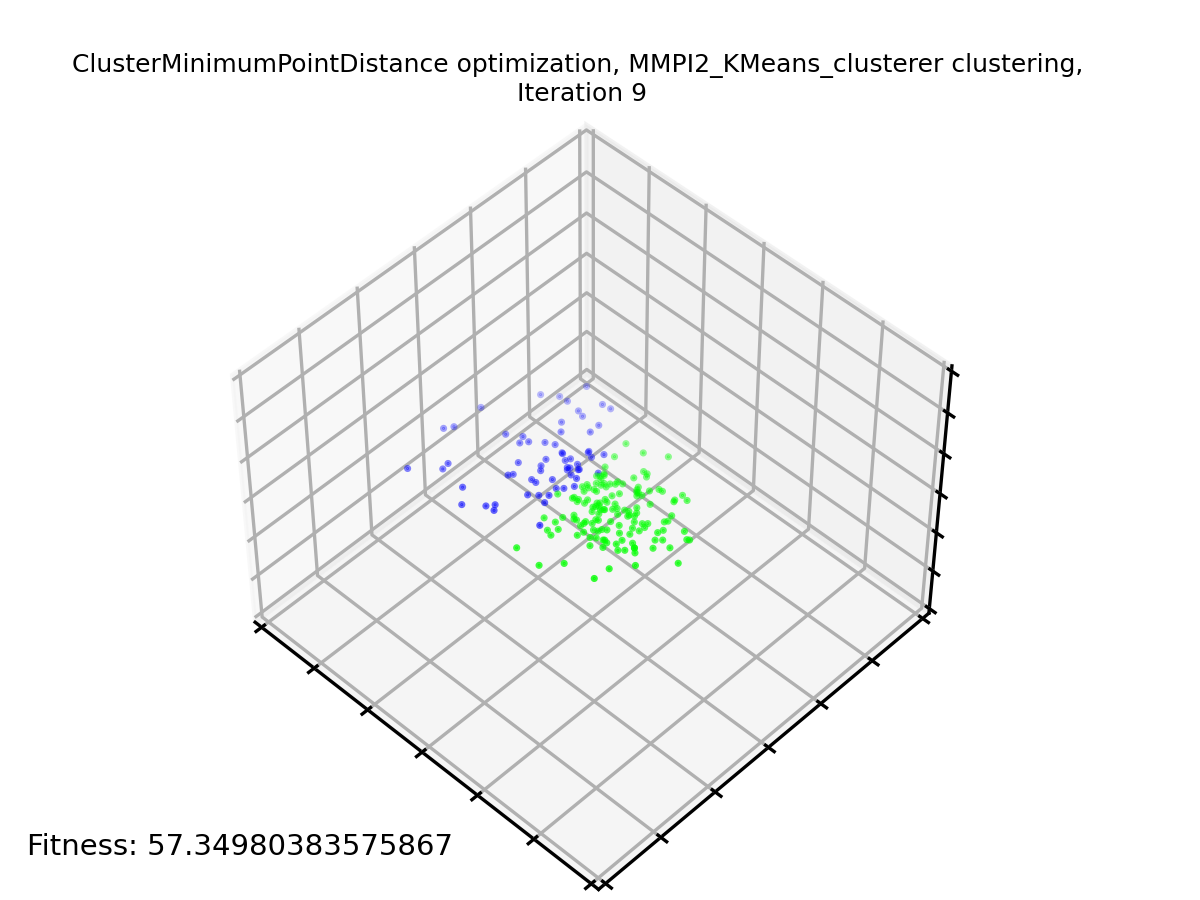 ClusterMinimumPointDistance optimization, MMPI2_KMeans_clusterer clustering,
Iteration 9
Fitness: 57.34980383575867